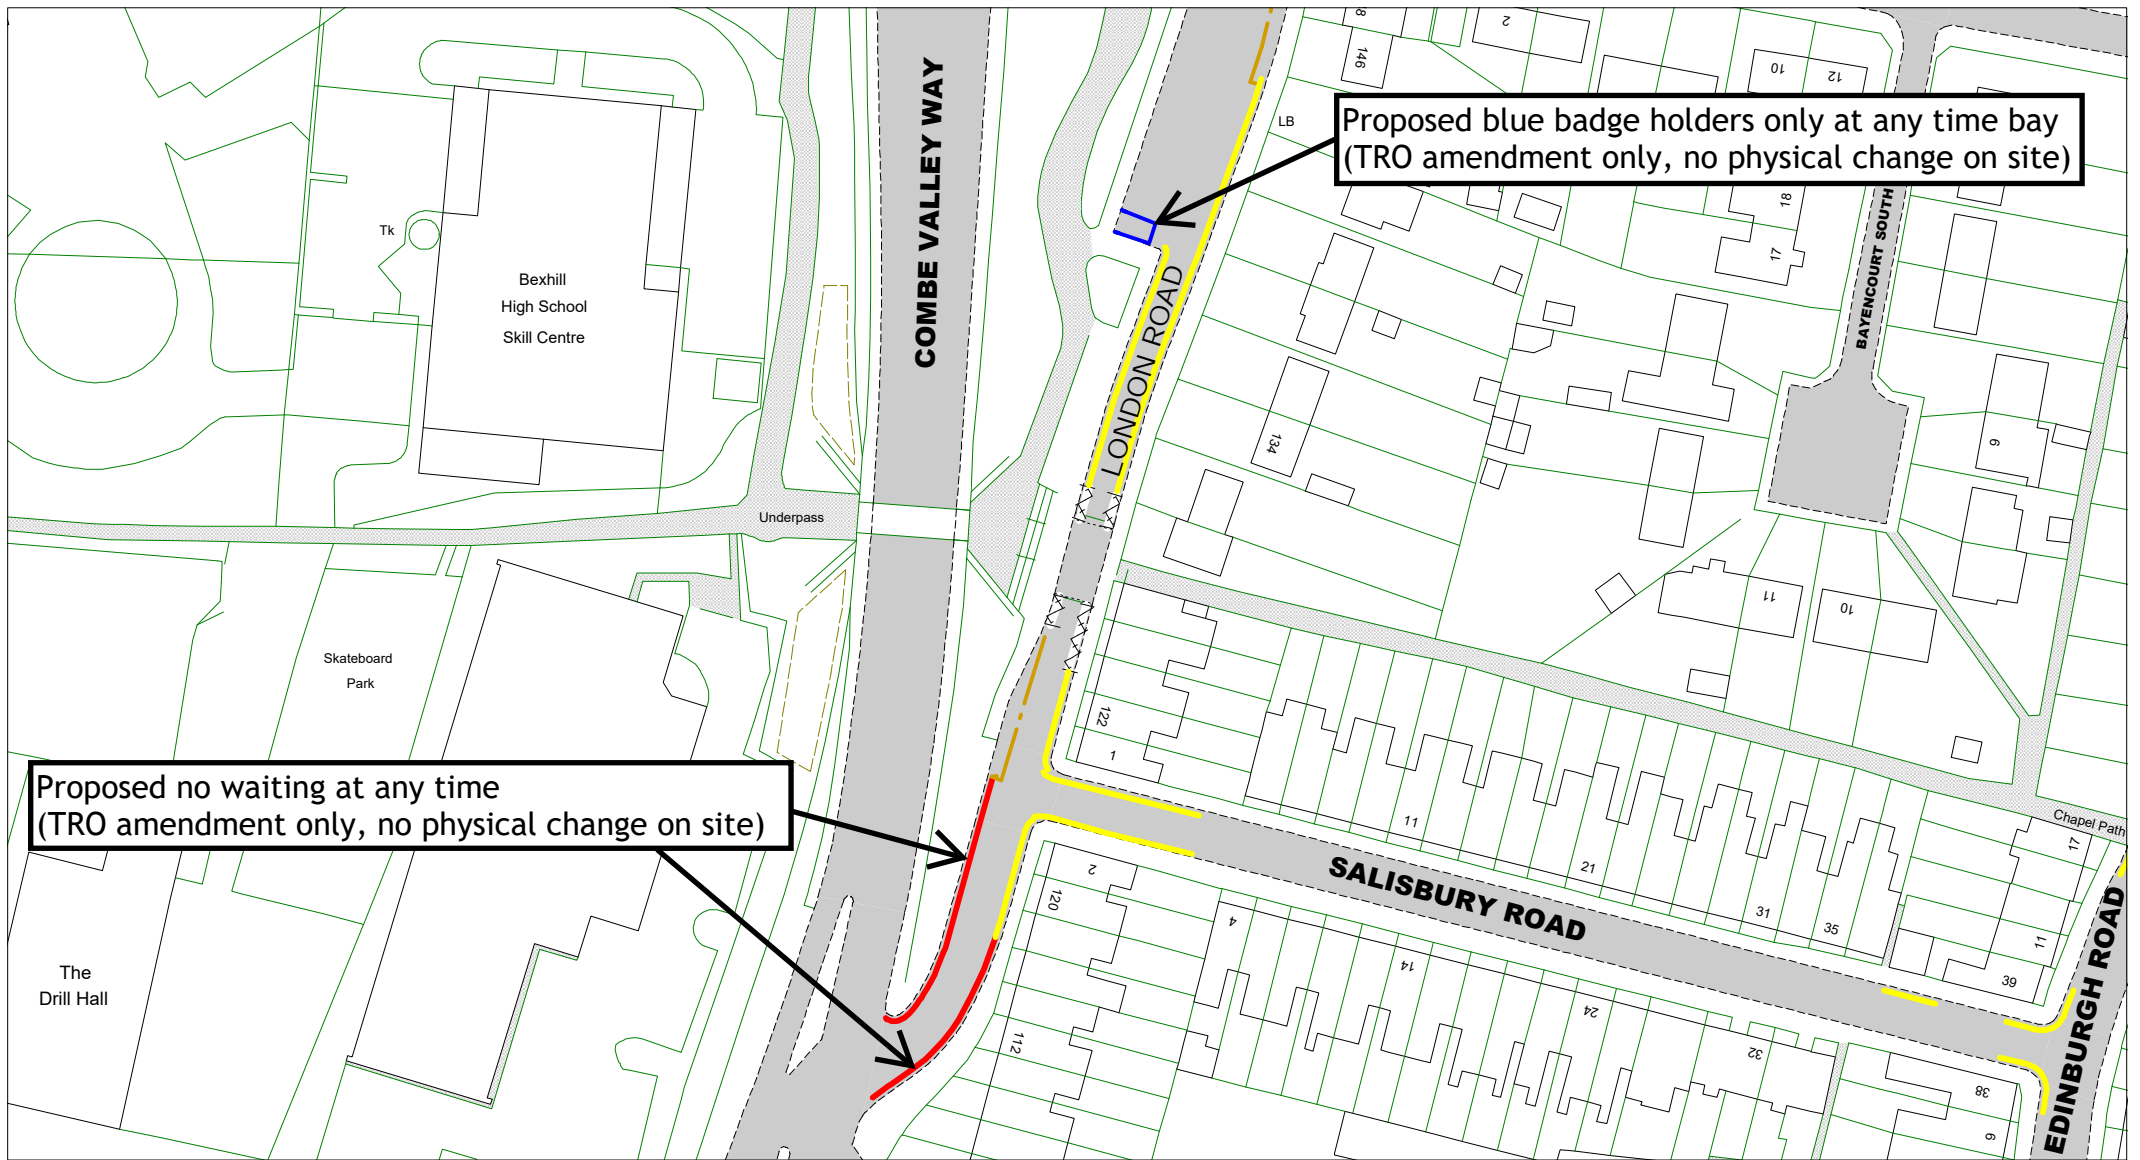 8
146
2
10
12
COMBE VALLEY WAY
LB
Proposed blue badge holders only at any time bay
(TRO amendment only, no physical change on site)
18
17
Tk
Bexhill
High School
Skill Centre
LONDON ROAD
BAYENCOURT SOUTH
134
9
Underpass
11
10
Skateboard
Park
122
1
Proposed no waiting at any time
(TRO amendment only, no physical change on site)
11
21
31
35
Chapel Path
17
11
39
2
120
SALISBURY ROAD
4
14
24
32
The
Drill Hall
112
EDINBURGH ROAD
38